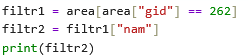 filtr1 = area[area["gid"] == 262]
filtr2 = filtr1["nam"]
print(filtr2)